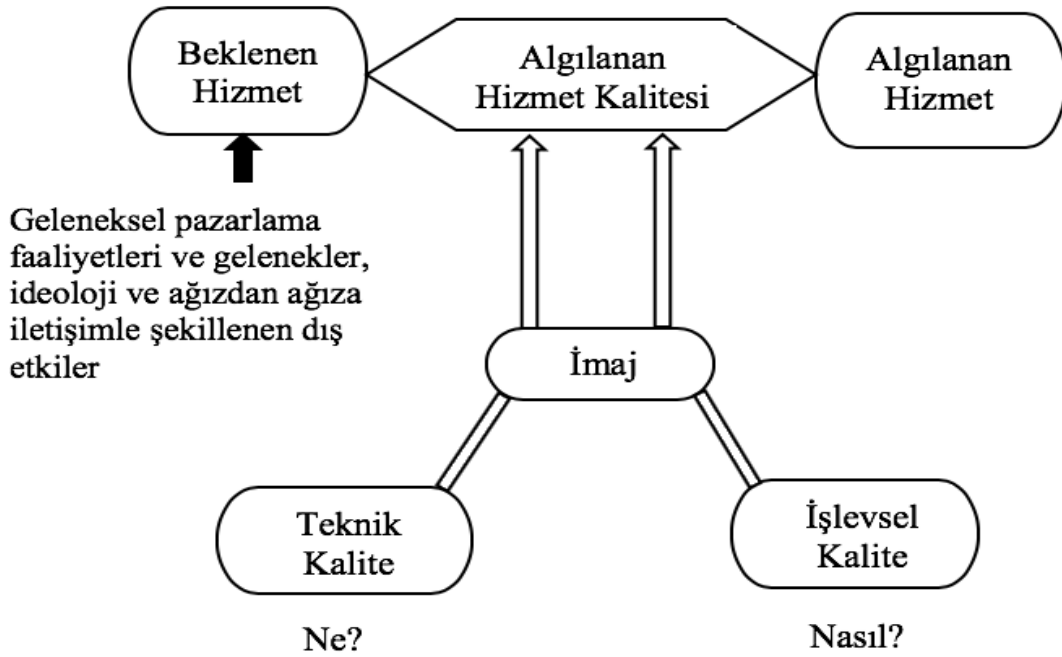 Beklenen
Hizmet
Algılanan
Hizmet Kalitesi
Algılanan
Hizmet
Geleneksel pazarlama
faaliyetleri ve gelenekler,
ideoloji ve ağızdan ağıza
iletişimle şekillenen dış
etkiler
İmaj
Teknik
Kalite
İşlevsel
Kalite
Ne?
Nasıl?